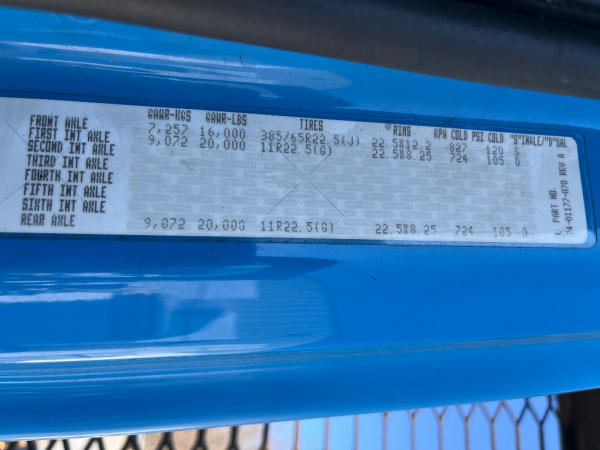 GAWR-KGS GAWR-LBS TIRES RIMS KPA COLD PSI COLD "S"INGLE/"D"UAL
FRONT AXLE 7,257 16,000 385/65R22.5(J) 22.5X12.2 827 120 S
FIRST INT AXLE 9,072 20,000 11R22.5(G) 22.5X8.25 724 105 D
SECOND INT AXLE
THIRD INT AXLE
FOURTH INT AXLE
FIFTH INT AXLE
SIXTH INT AXLE
REAR AXLE 9,072 20,000 11R22.5(G) 22.5X8.25 724 105 D
PART NO.
24-01177-070 REV A